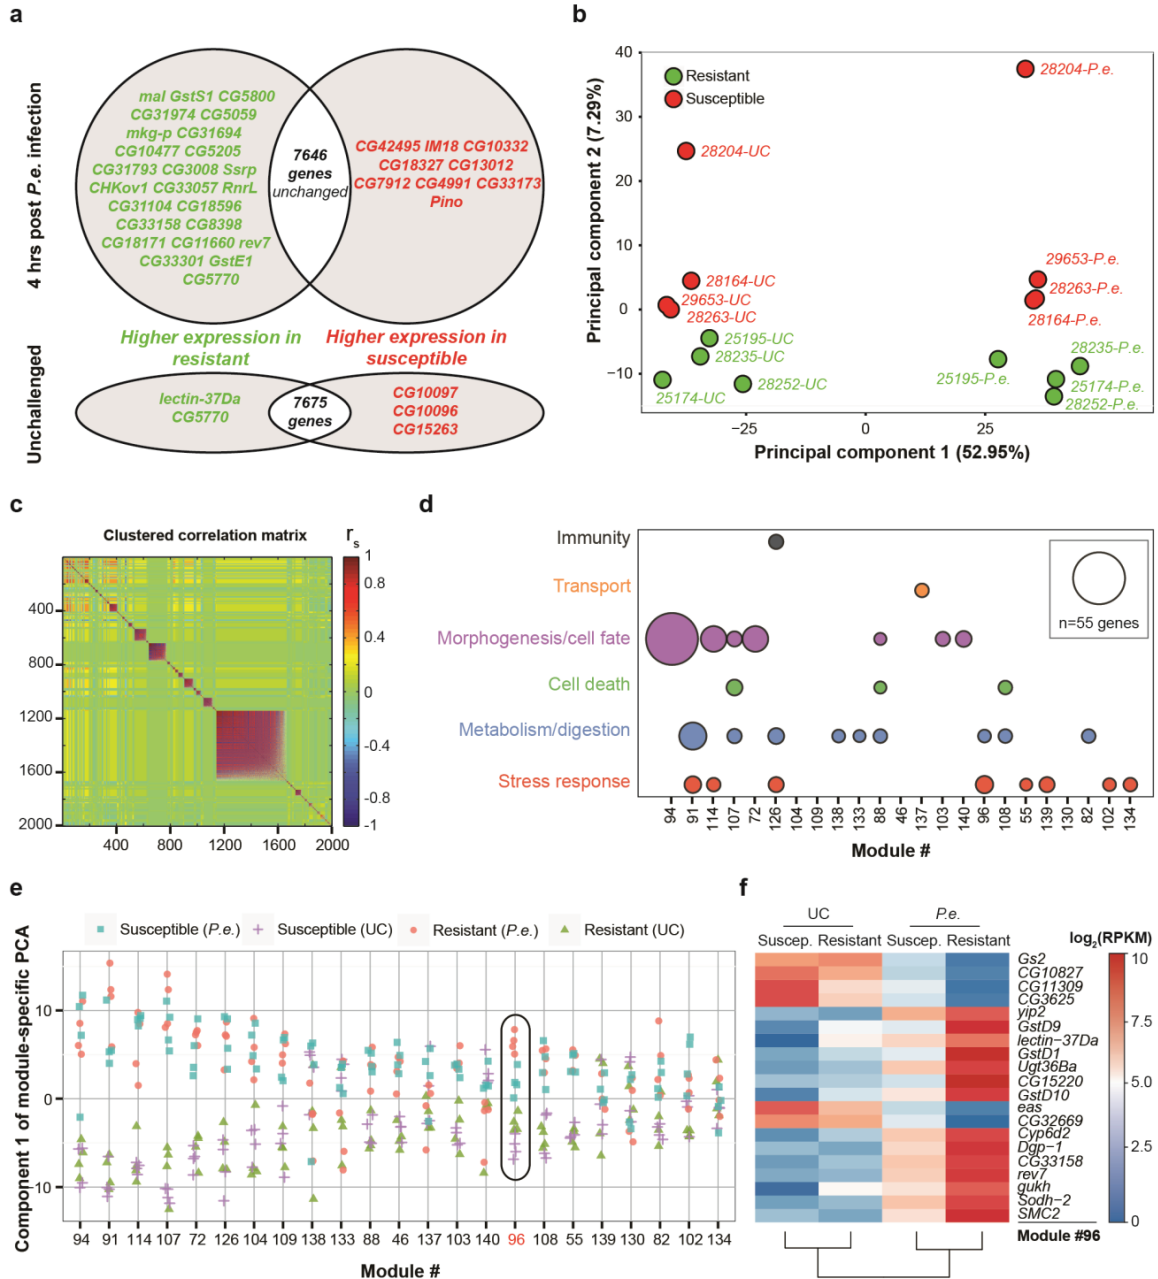 a
4 hrs post P.e. infection
mal GstS1 CG5800
CG31974 CG5059
mkg-p CG31694
CG10477 CG5205
CG31793 CG3008 Ssrp
CHKov1 CG33057 RnrL
CG31104 CG18596
CG33158 CG8398
CG18171 CG11660 rev7
CG33301 GstE1
CG5770
7646
genes
unchanged
CG42495 IM18 CG10332
CG18327 CG13012
CG7912 CG4991 CG33173
Pino
Higher expression in
resistant
Higher expression in
susceptible
Unchallenged
lectin-37Da
CG5770
7675
genes
CG10097
CG10096
CG15263
b
Principal component 2 (7.29%)
40
30
20
10
0
−10
Resistant
Susceptible
28204-P.e.
28204-UC
28164-UC
29653-UC
28263-UC
25195-UC
28235-UC
28252-UC
25174-UC
29653-P.e.
28263-P.e.
28164-P.e.
28235-P.e.
25195-P.e.
25174-P.e.
28252-P.e.
−25
0
25
Principal component 1 (52.95%)
c
Clustered correlation matrix
rs
1
0.8
0.4
0
-0.4
-0.8
-1
400
800
1200
1600
2000
400
800
1200
1600
2000
d
Immunity
Transport
Morphogenesis/cell fate
Cell death
Metabolism/digestion
Stress response
n=55 genes
94 91 114 107 72 126 104 109 138 133 88 46 137 103 140 96 108 55 139 130 82 102 134
Module #
e
Susceptible (P.e.) Susceptible (UC) Resistant (P.e.) Resistant (UC)
Component 1 of module-specific PCA
10
0
10
94 91 114 107 72 126 104 109 138 133 88 46 137 103 140 96 108 55 139 130 82 102 134
Module #
f
UC P.e.
Suscep. Resistant Suscep. Resistant
log2(RPKM)
Gs2
CG10827
CG11309
CG3625
yip2
GstD9
lectin−37Da
GstD1
Ugt36Ba
CG15220
GstD10
eas
CG32669
Cyp6d2
Dgp−1
CG33158
rev7
gukh
Sodh−2
SMC2
Module #96
10
7.5
5.0
2.5
0